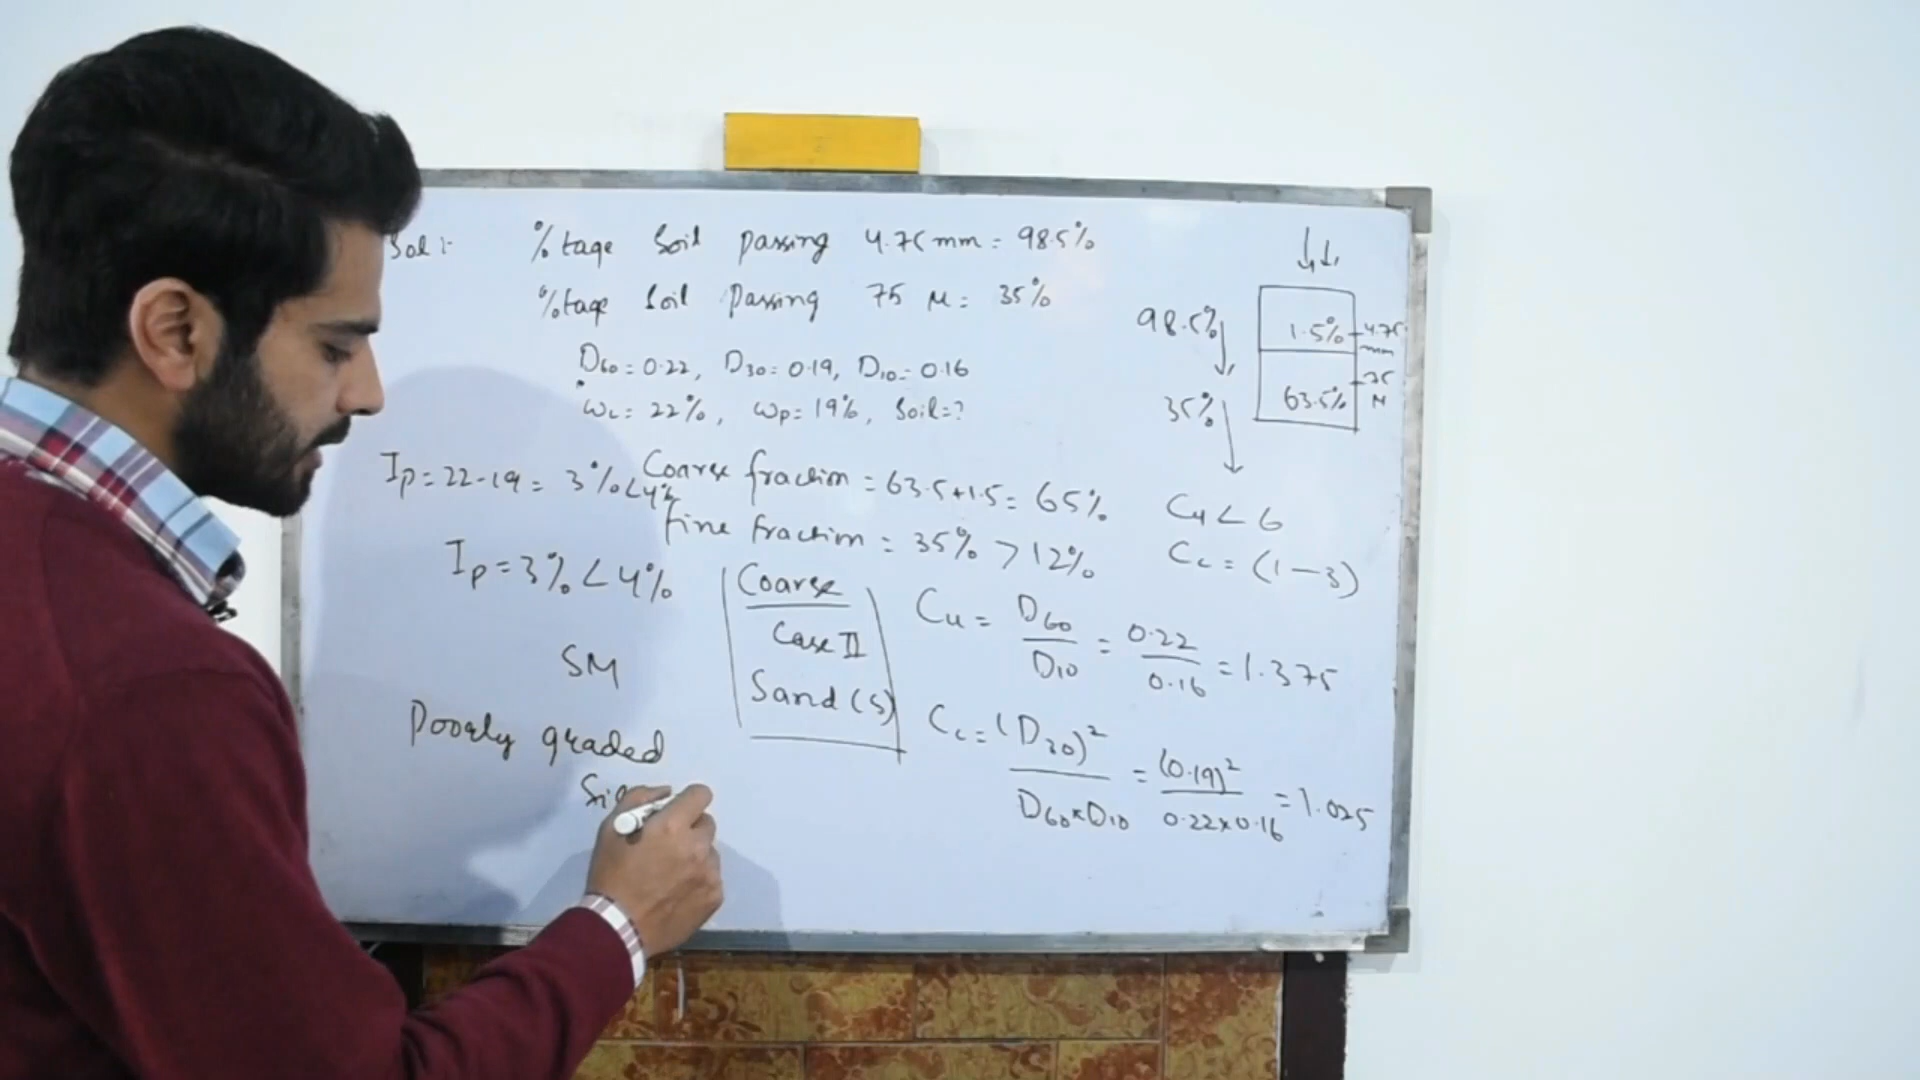 Sol:-
%tage Soil passing 4.75mm = 98.5%
%tage Soil Passing 75 μ = 35%
D60 = 0.22, D30 = 0.19, D10 = 0.16
WL = 22%, Wp = 19%, Soil = ?
Ip = 22-19 = 3% < 4%
Coarse fraction = 63.5+1.5 = 65%
fine fraction = 35% > 12%
Ip = 3% < 4%
SM
Poorly graded
Coarse
Case II
Sand (S)
98.5%
35%
1.5%
4.75
mm
63.5%
75
μ
Cu < 6
Cc = (1-3)
Cu = D60/D10 = 0.22/0.16 = 1.375
Cc = (D30)²/D60×D10 = (0.19)²/0.22×0.16 = 1.025